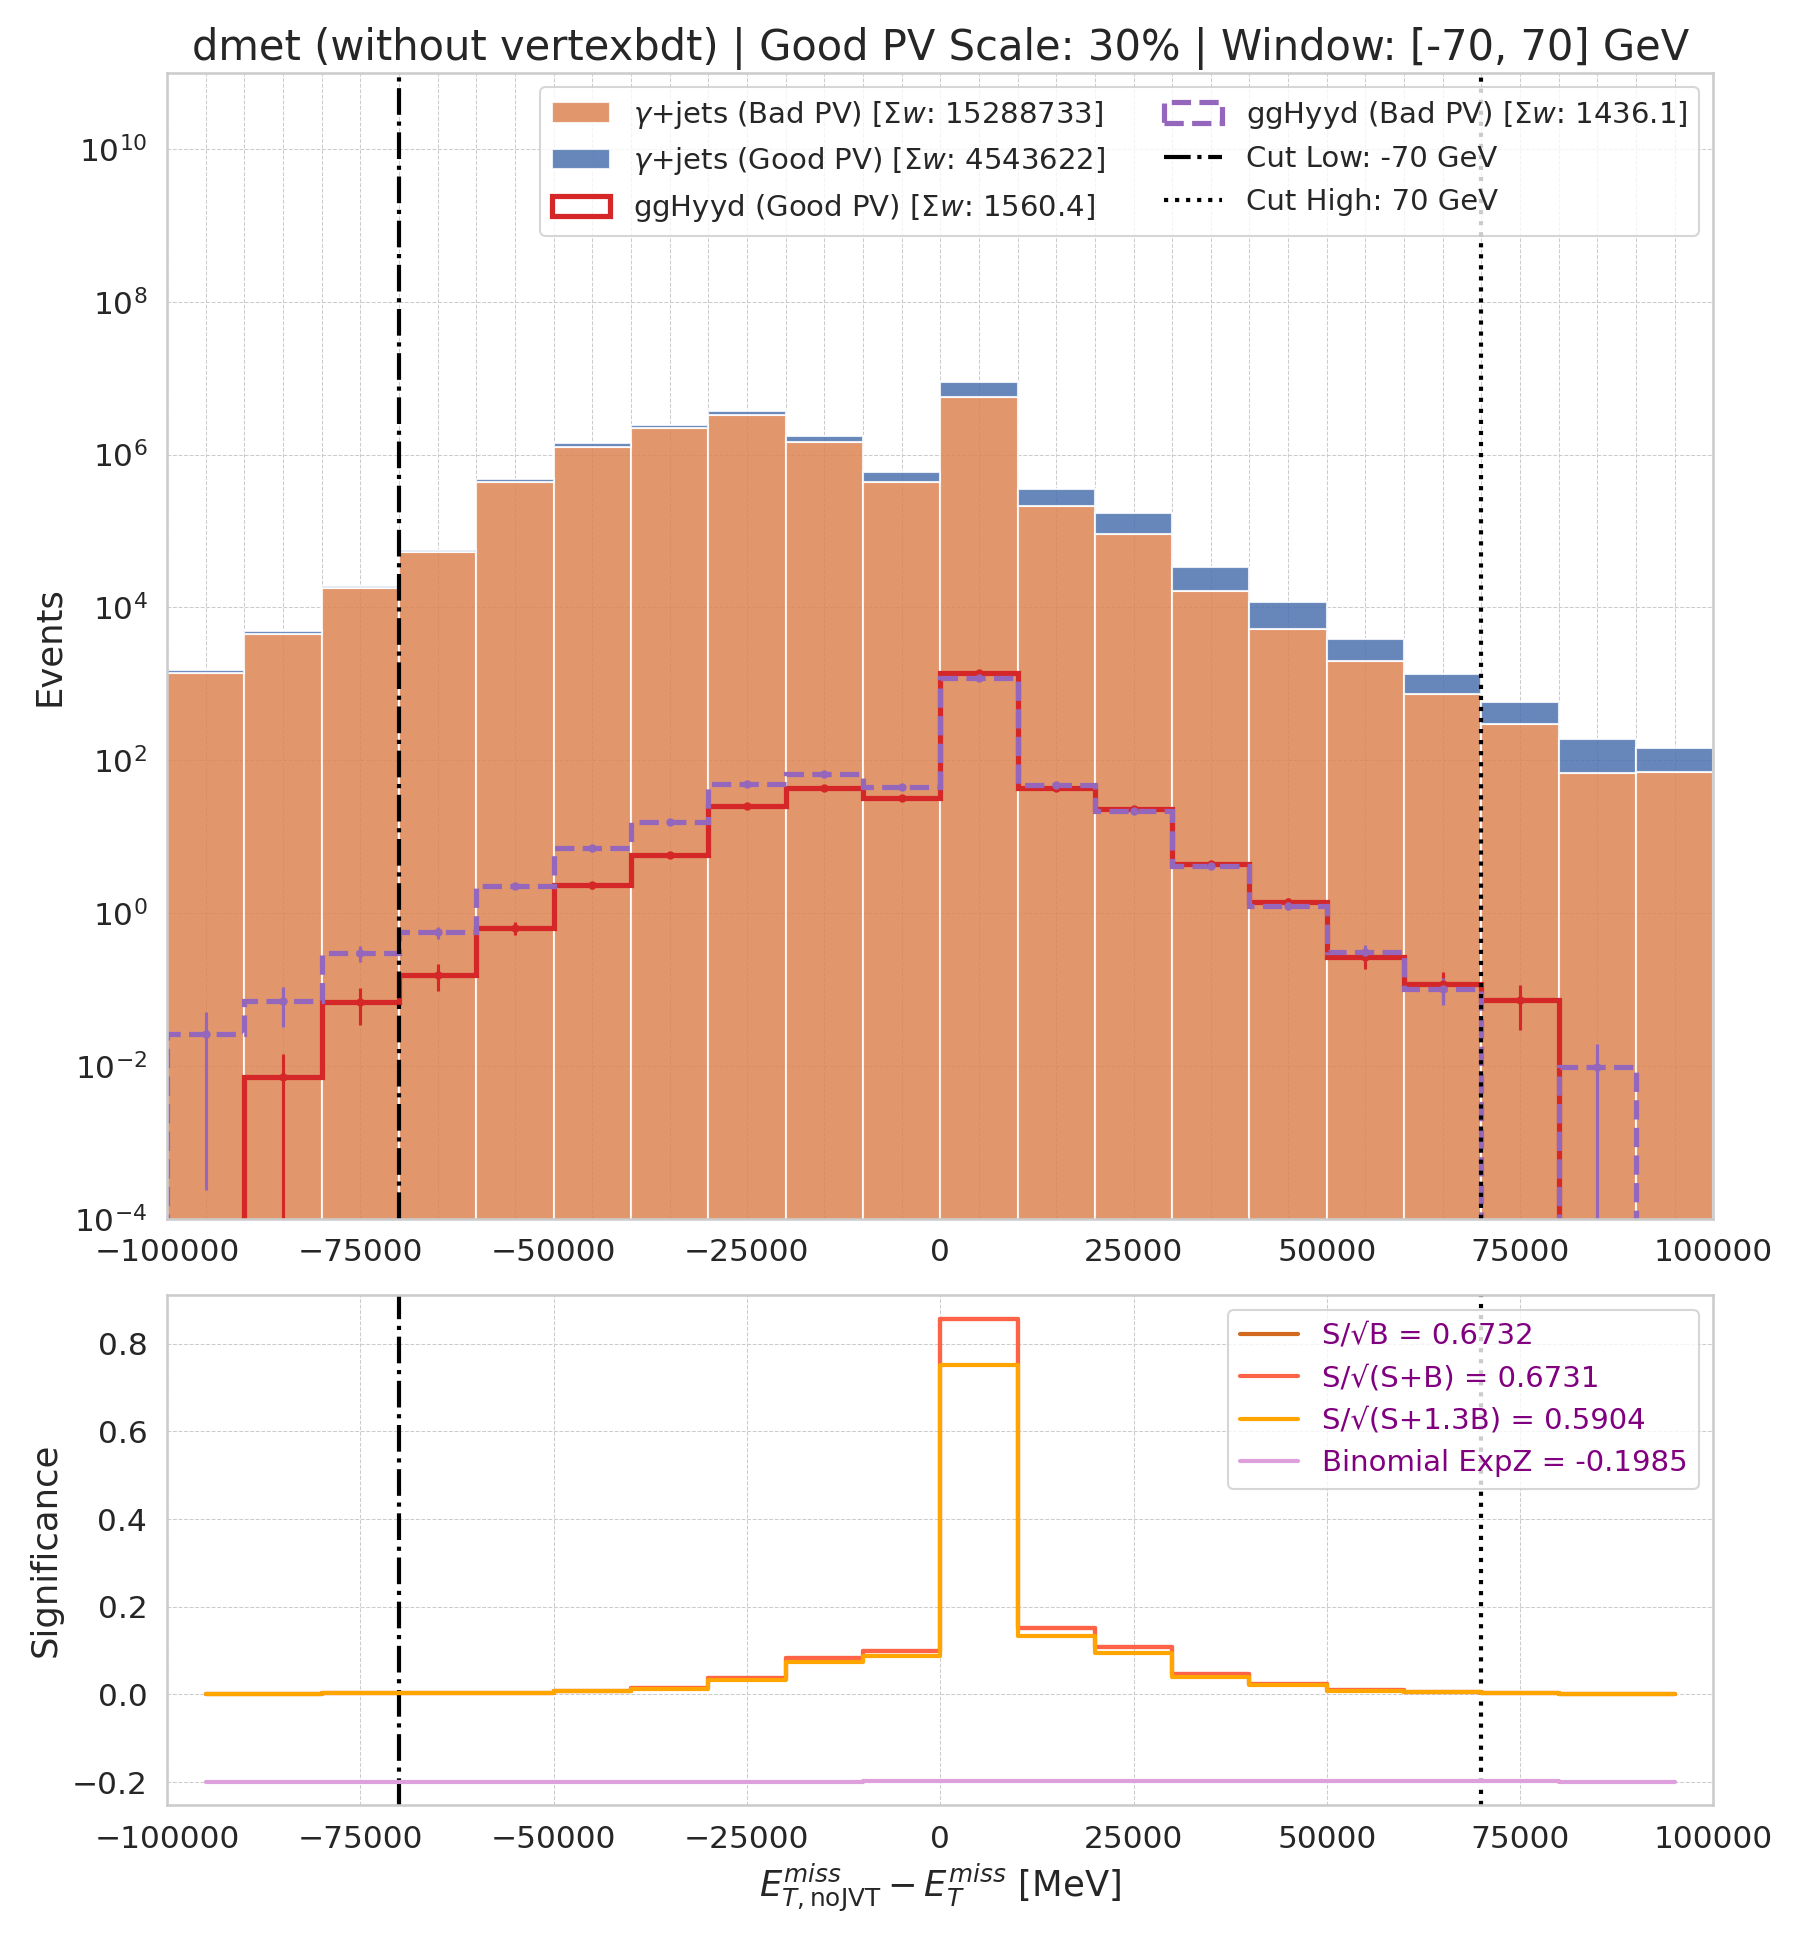 dmet (without vertexbdt) | Good PV Scale: 30% | Window: [-70, 70] GeV
γ+jets (Bad PV) [Σw: 15288733]
γ+jets (Good PV) [Σw: 4543622]
ggHyyd (Good PV) [Σw: 1560.4]
ggHyyd (Bad PV) [Σw: 1436.1]
Cut Low: -70 GeV
Cut High: 70 GeV
Events
10^10
10^8
10^6
10^4
10^2
10^0
10^−2
10^−4
−100000 −75000 −50000 −25000 0 25000 50000 75000 100000
S/√B = 0.6732
S/√(S+B) = 0.6731
S/√(S+1.3B) = 0.5904
Binomial ExpZ = -0.1985
Significance
0.8
0.6
0.4
0.2
0.0
−0.2
−100000 −75000 −50000 −25000 0 25000 50000 75000 100000
E_{T,noJVT}^{miss} − E_T^{miss} [MeV]